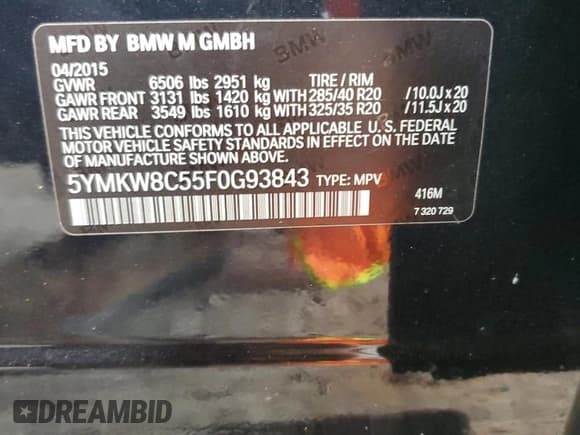 MFD BY BMW M GMBH
04/2015
GVWR 6506 lbs 2951 kg TIRE / RIM
GAWR FRONT 3131 lbs 1420 kg WITH 285/40 R20 /10.0J x 20
GAWR REAR 3549 lbs 1610 kg WITH 325/35 R20 /11.5J x 20
THIS VEHICLE CONFORMS TO ALL APPLICABLE U. S. FEDERAL
MOTOR VEHICLE SAFETY STANDARDS IN EFFECT ON THE DATE
OF MANUFACTURE SHOWN ABOVE.
5YMKW8C55F0G93843 TYPE: MPV
416M
7 320 729
BMW
BMW
BMW
DREAMBID